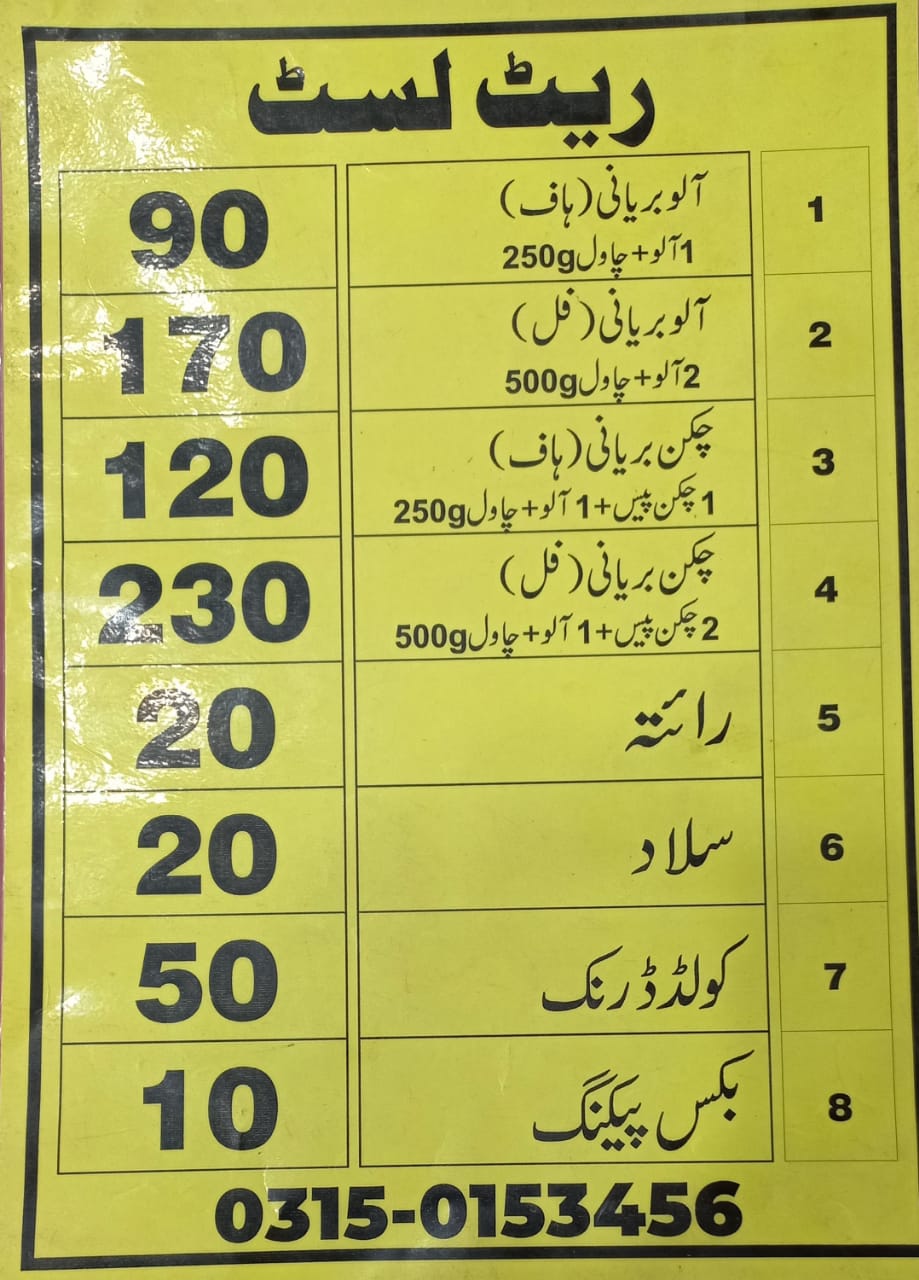 ریٹ لسٹ
1 آلو بریانی (ہاف) 90
1 آلو + چاول 250g
2 آلو بریانی (فل) 170
2 آلو + چاول 500g
3 چکن بریانی (ہاف) 120
1 چکن پیس + 1 آلو + چاول 250g
4 چکن بریانی (فل) 230
2 چکن پیس + 1 آلو + چاول 500g
5 رائتہ 20
6 سلاد 20
7 کولڈڈرنک 50
8 بکس پیکنگ 10
0315-0153456